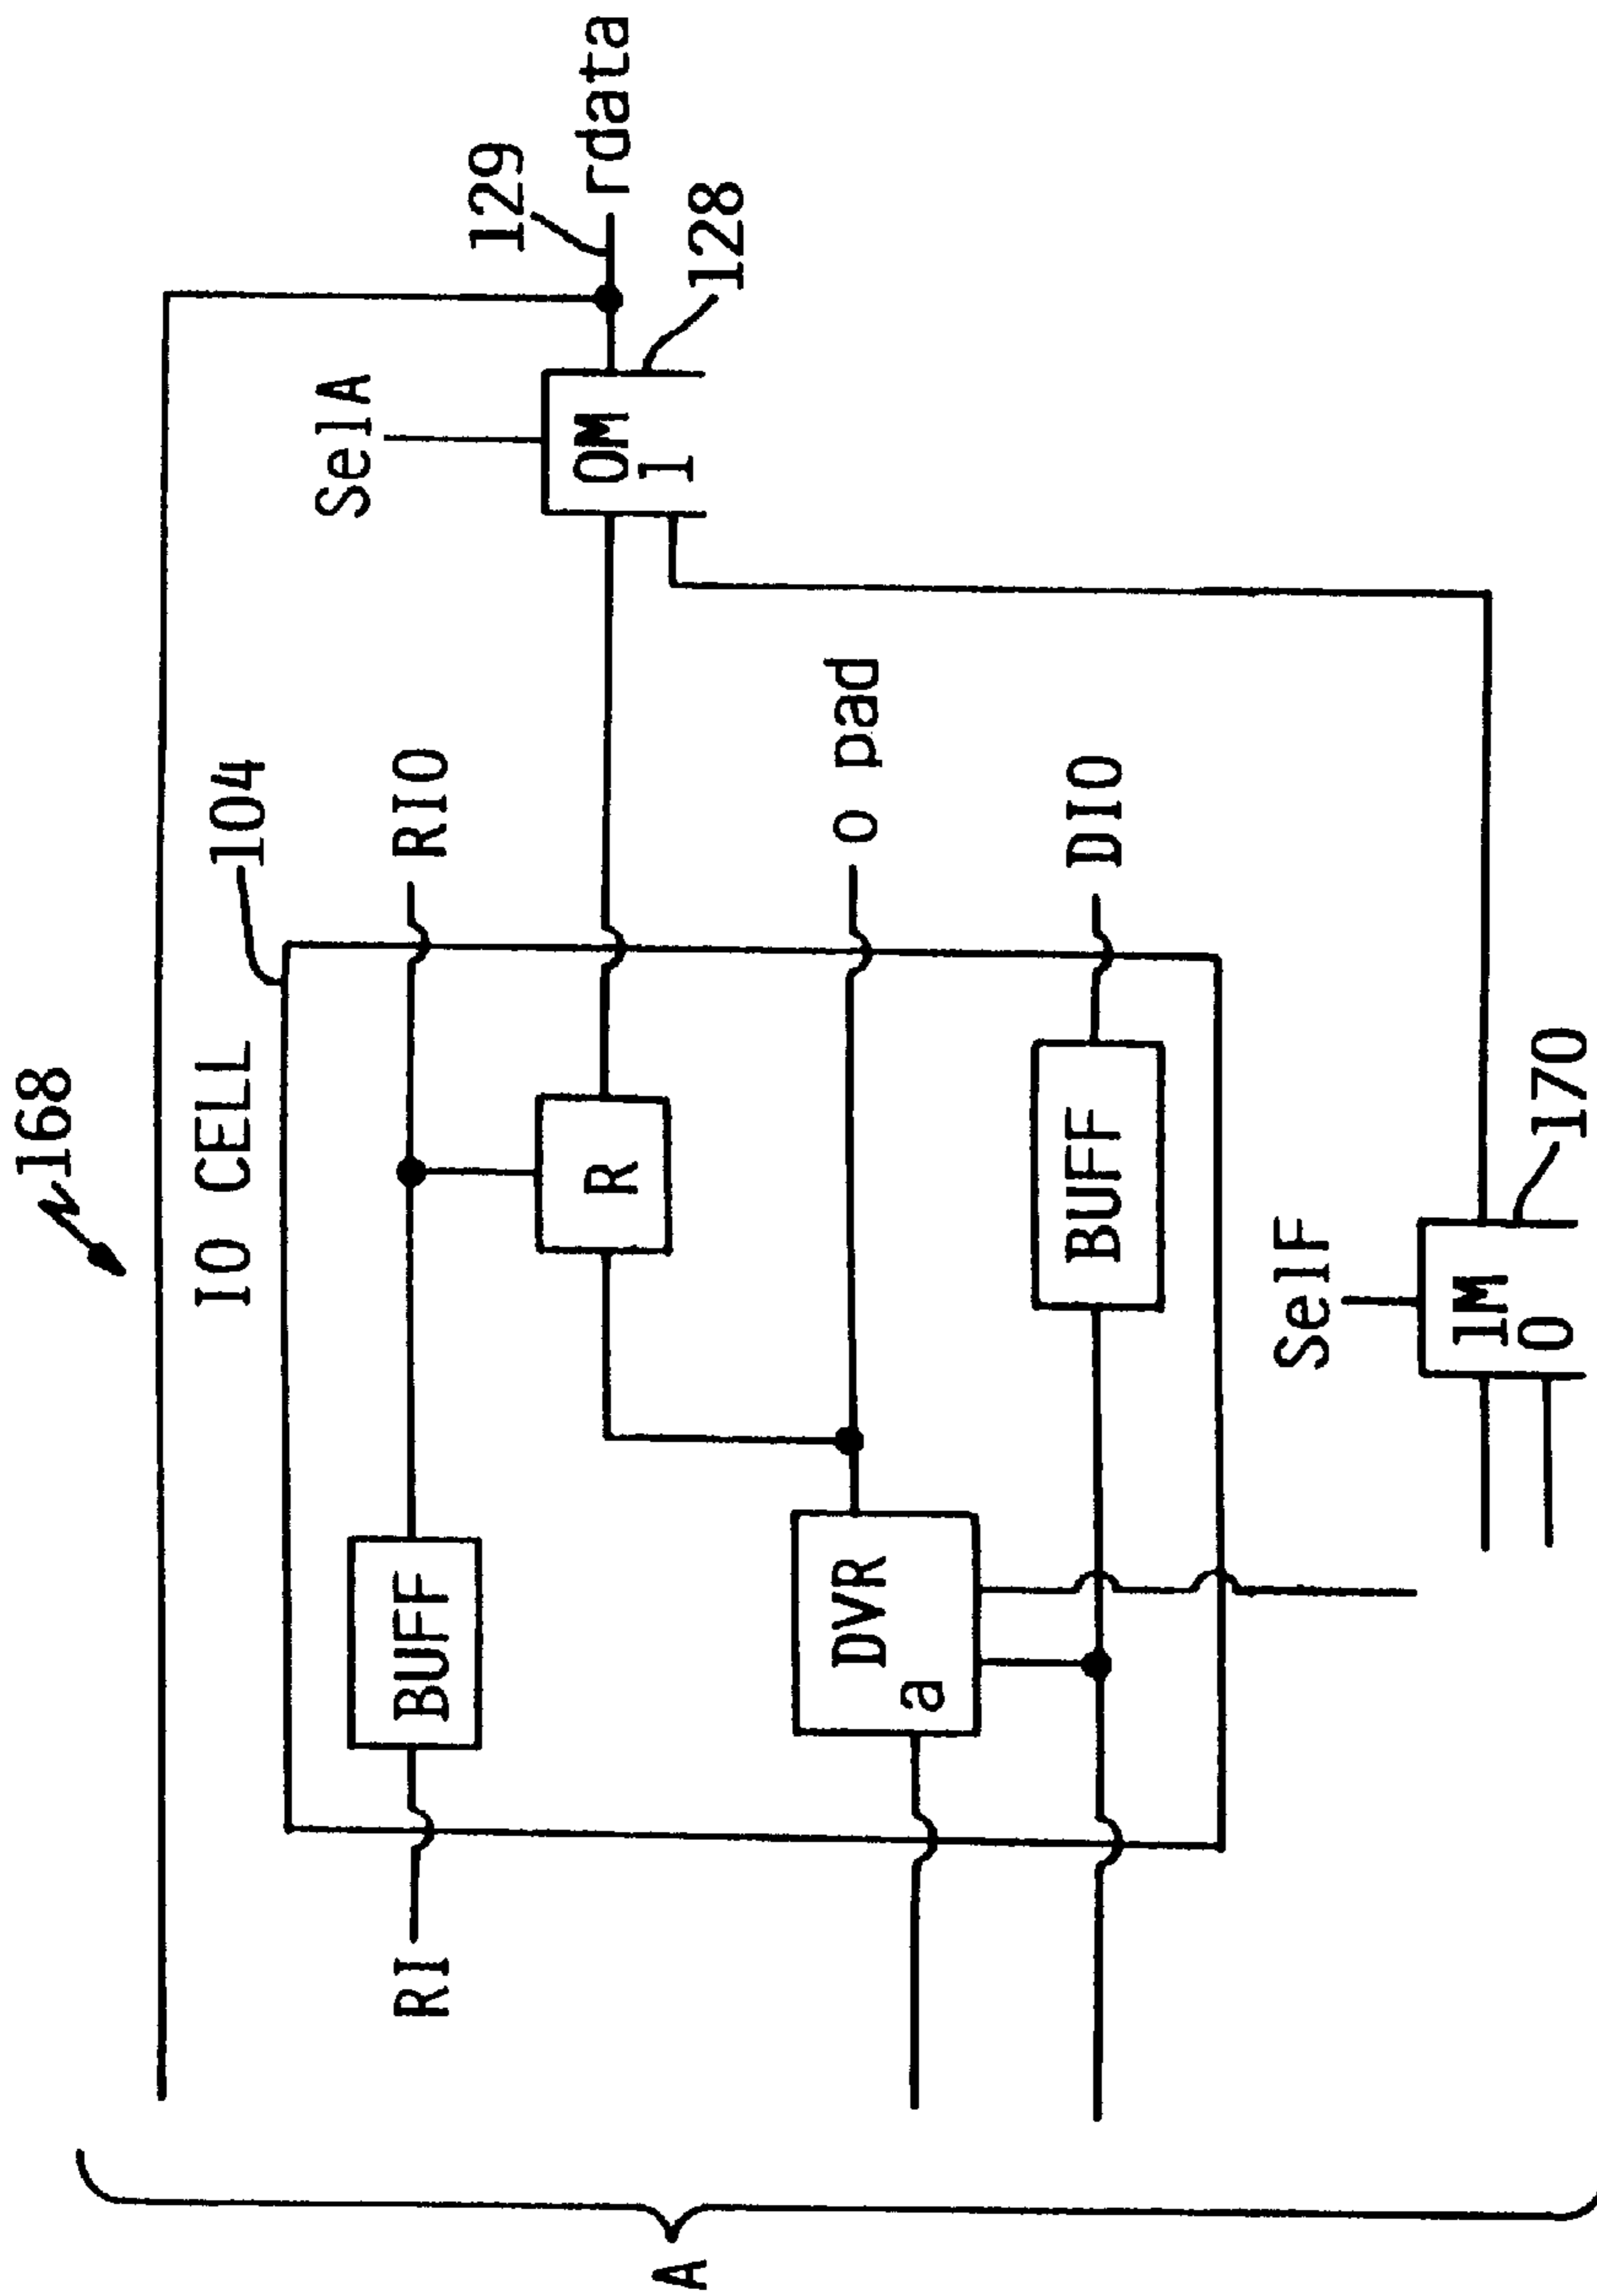 168
IO CELL
104
RI
BUFF
RIO
R
SelA
0M
1
129
rdata
128
DVR
a
o pad
BUFF
DIO
SelF
1M
0
170
A